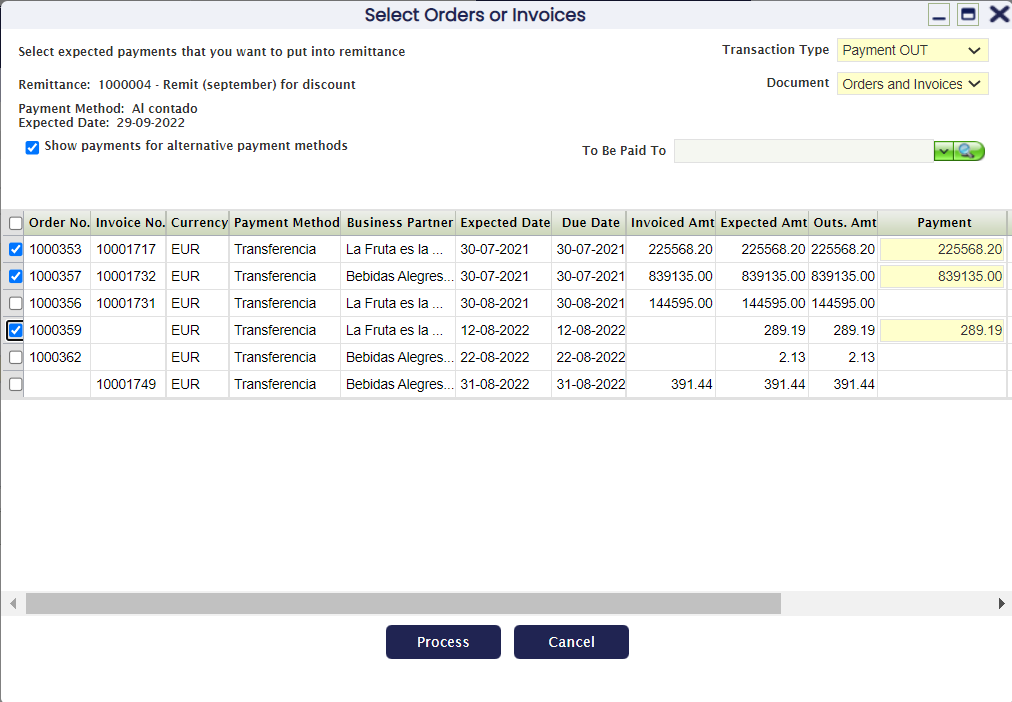 Select Orders or Invoices
Select expected payments that you want to put into remittance
Transaction Type Payment OUT
Remittance: 1000004 - Remit (september) for discount
Document Orders and Invoices
Payment Method: Al contado
Expected Date: 29-09-2022
Show payments for alternative payment methods
To Be Paid To
Order No. Invoice No. Currency Payment Method Business Partner Expected Date Due Date Invoiced Amt Expected Amt Outs. Amt Payment
1000353 10001717 EUR Transferencia La Fruta es la ... 30-07-2021 30-07-2021 225568.20 225568.20 225568.20 225568.20
1000357 10001732 EUR Transferencia Bebidas Alegres... 30-07-2021 30-07-2021 839135.00 839135.00 839135.00 839135.00
1000356 10001731 EUR Transferencia La Fruta es la ... 30-08-2021 30-08-2021 144595.00 144595.00 144595.00
1000359 EUR Transferencia La Fruta es la ... 12-08-2022 12-08-2022 289.19 289.19 289.19
1000362 EUR Transferencia Bebidas Alegres... 22-08-2022 22-08-2022 2.13 2.13
10001749 EUR Transferencia Bebidas Alegres... 31-08-2022 31-08-2022 391.44 391.44 391.44
Process Cancel